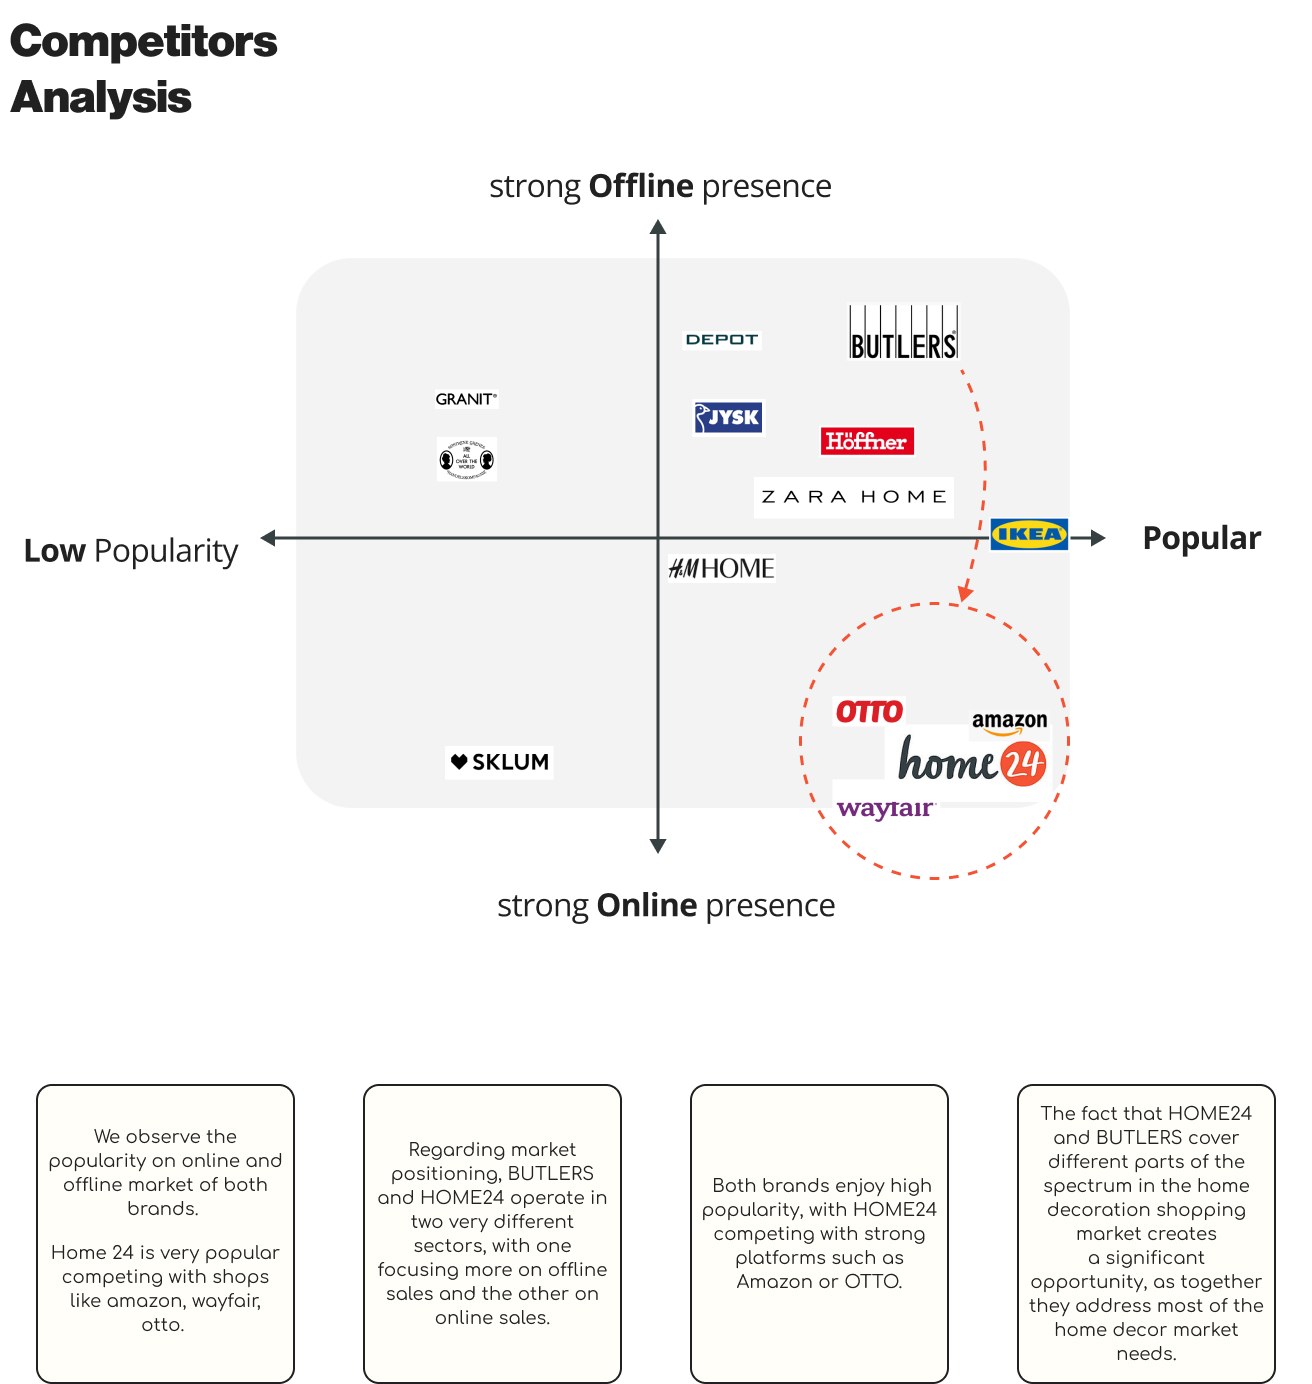 Competitors
Analysis
strong Offline presence
DEPOT
BUTLERS®
GRANIT®
JYSK
Höffner
ALL
OVER THE
WORLD
ZARA HOME
Low Popularity
IKEA®
Popular
H&M HOME
OTTO
amazon
home24
SKLUM
wayfair
strong Online presence
We observe the
popularity on online and
offline market of both
brands.
Home 24 is very popular
competing with shops
like amazon, wayfair,
otto.
Regarding market
positioning, BUTLERS
and HOME24 operate in
two very different
sectors, with one
focusing more on offline
sales and the other on
online sales.
Both brands enjoy high
popularity, with HOME24
competing with strong
platforms such as
Amazon or OTTO.
The fact that HOME24
and BUTLERS cover
different parts of the
spectrum in the home
decoration shopping
market creates
a significant
opportunity, as together
they address most of the
home decor market
needs.